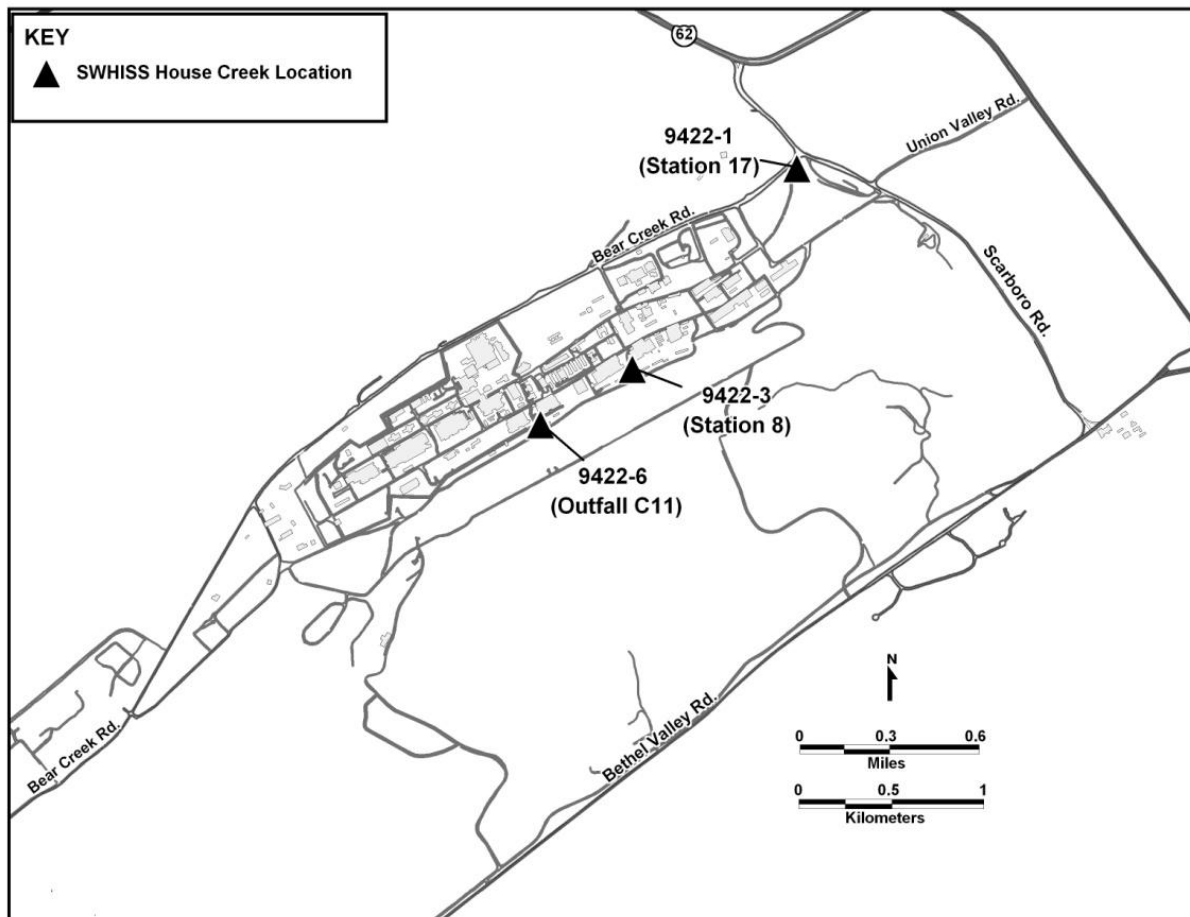 KEY
SWHISS House Creek Location
62
9422-1
(Station 17)
Union Valley Rd.
Bear Creek Rd.
Scarboro Rd.
9422-3
(Station 8)
9422-6
(Outfall C11)
N
Bethel Valley Rd.
0 0.3 0.6
Miles
0 0.5 1
Kilometers
Bear Creek Rd.